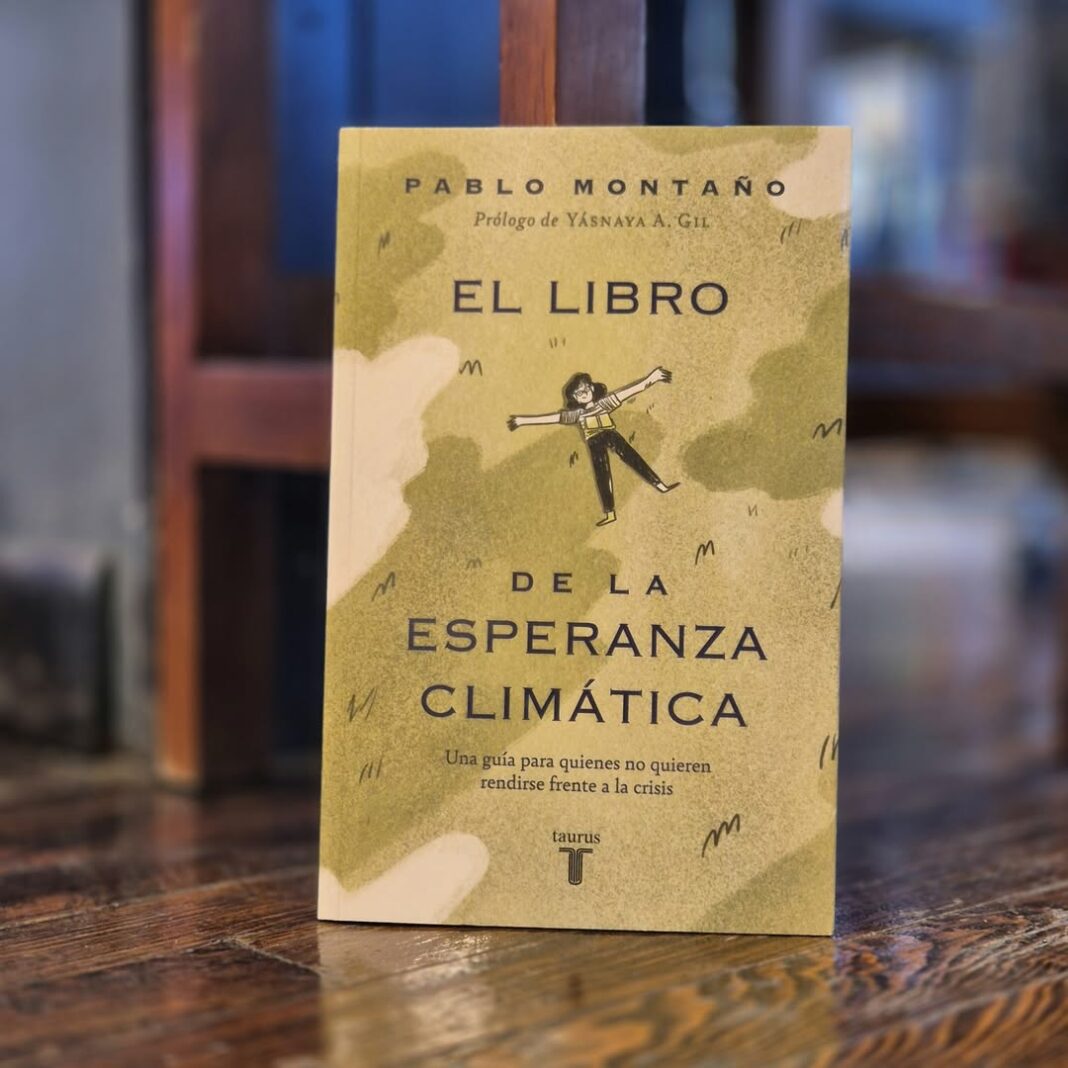 PABLO MONTAÑO
Prólogo de YÁSNAYA A. GIL
EL LIBRO
DE LA
ESPERANZA
CLIMÁTICA
Una guía para quienes no quieren
rendirse frente a la crisis
taurus